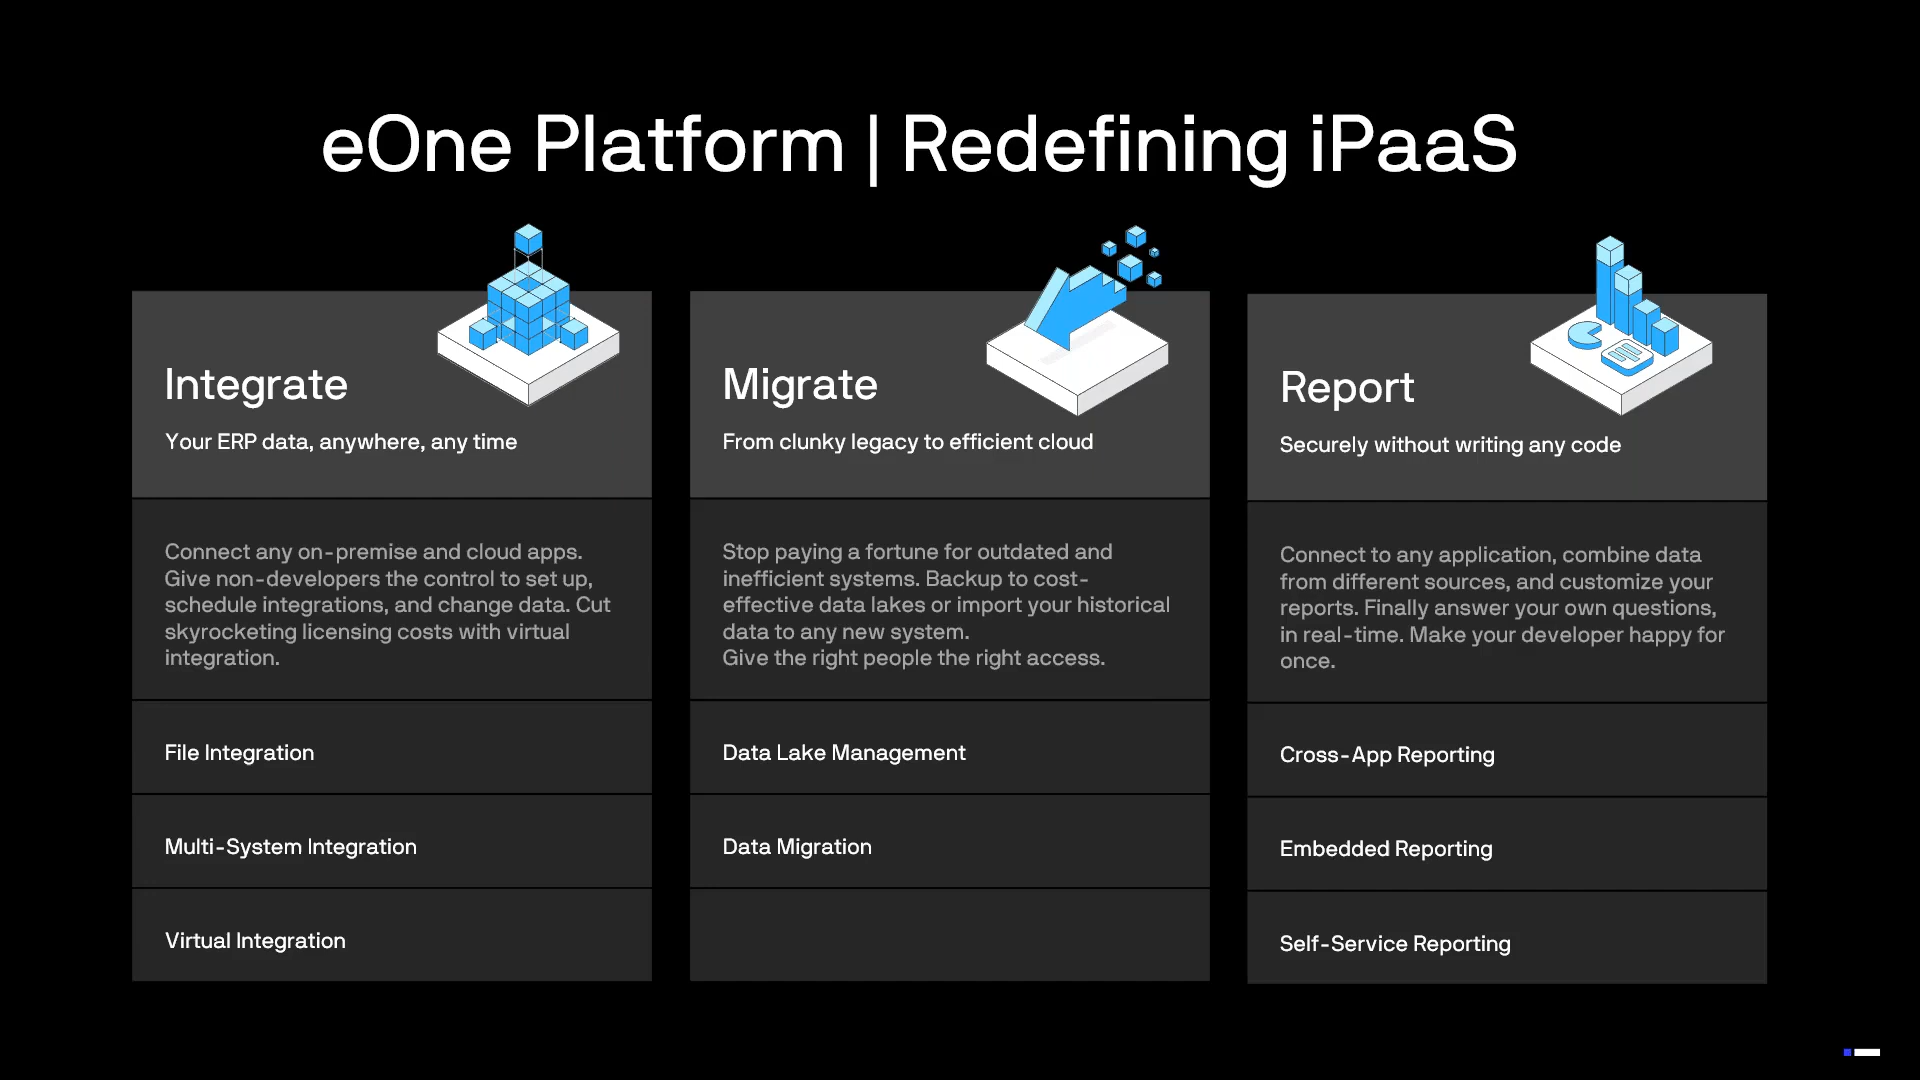 eOne Platform | Redefining iPaaS
Integrate
Your ERP data, anywhere, any time
Connect any on-premise and cloud apps.
Give non-developers the control to set up,
schedule integrations, and change data. Cut
skyrocketing licensing costs with virtual
integration.
File Integration
Multi-System Integration
Virtual Integration
Migrate
From clunky legacy to efficient cloud
Stop paying a fortune for outdated and
inefficient systems. Backup to cost-
effective data lakes or import your historical
data to any new system.
Give the right people the right access.
Data Lake Management
Data Migration
Report
Securely without writing any code
Connect to any application, combine data
from different sources, and customize your
reports. Finally answer your own questions,
in real-time. Make your developer happy for
once.
Cross-App Reporting
Embedded Reporting
Self-Service Reporting